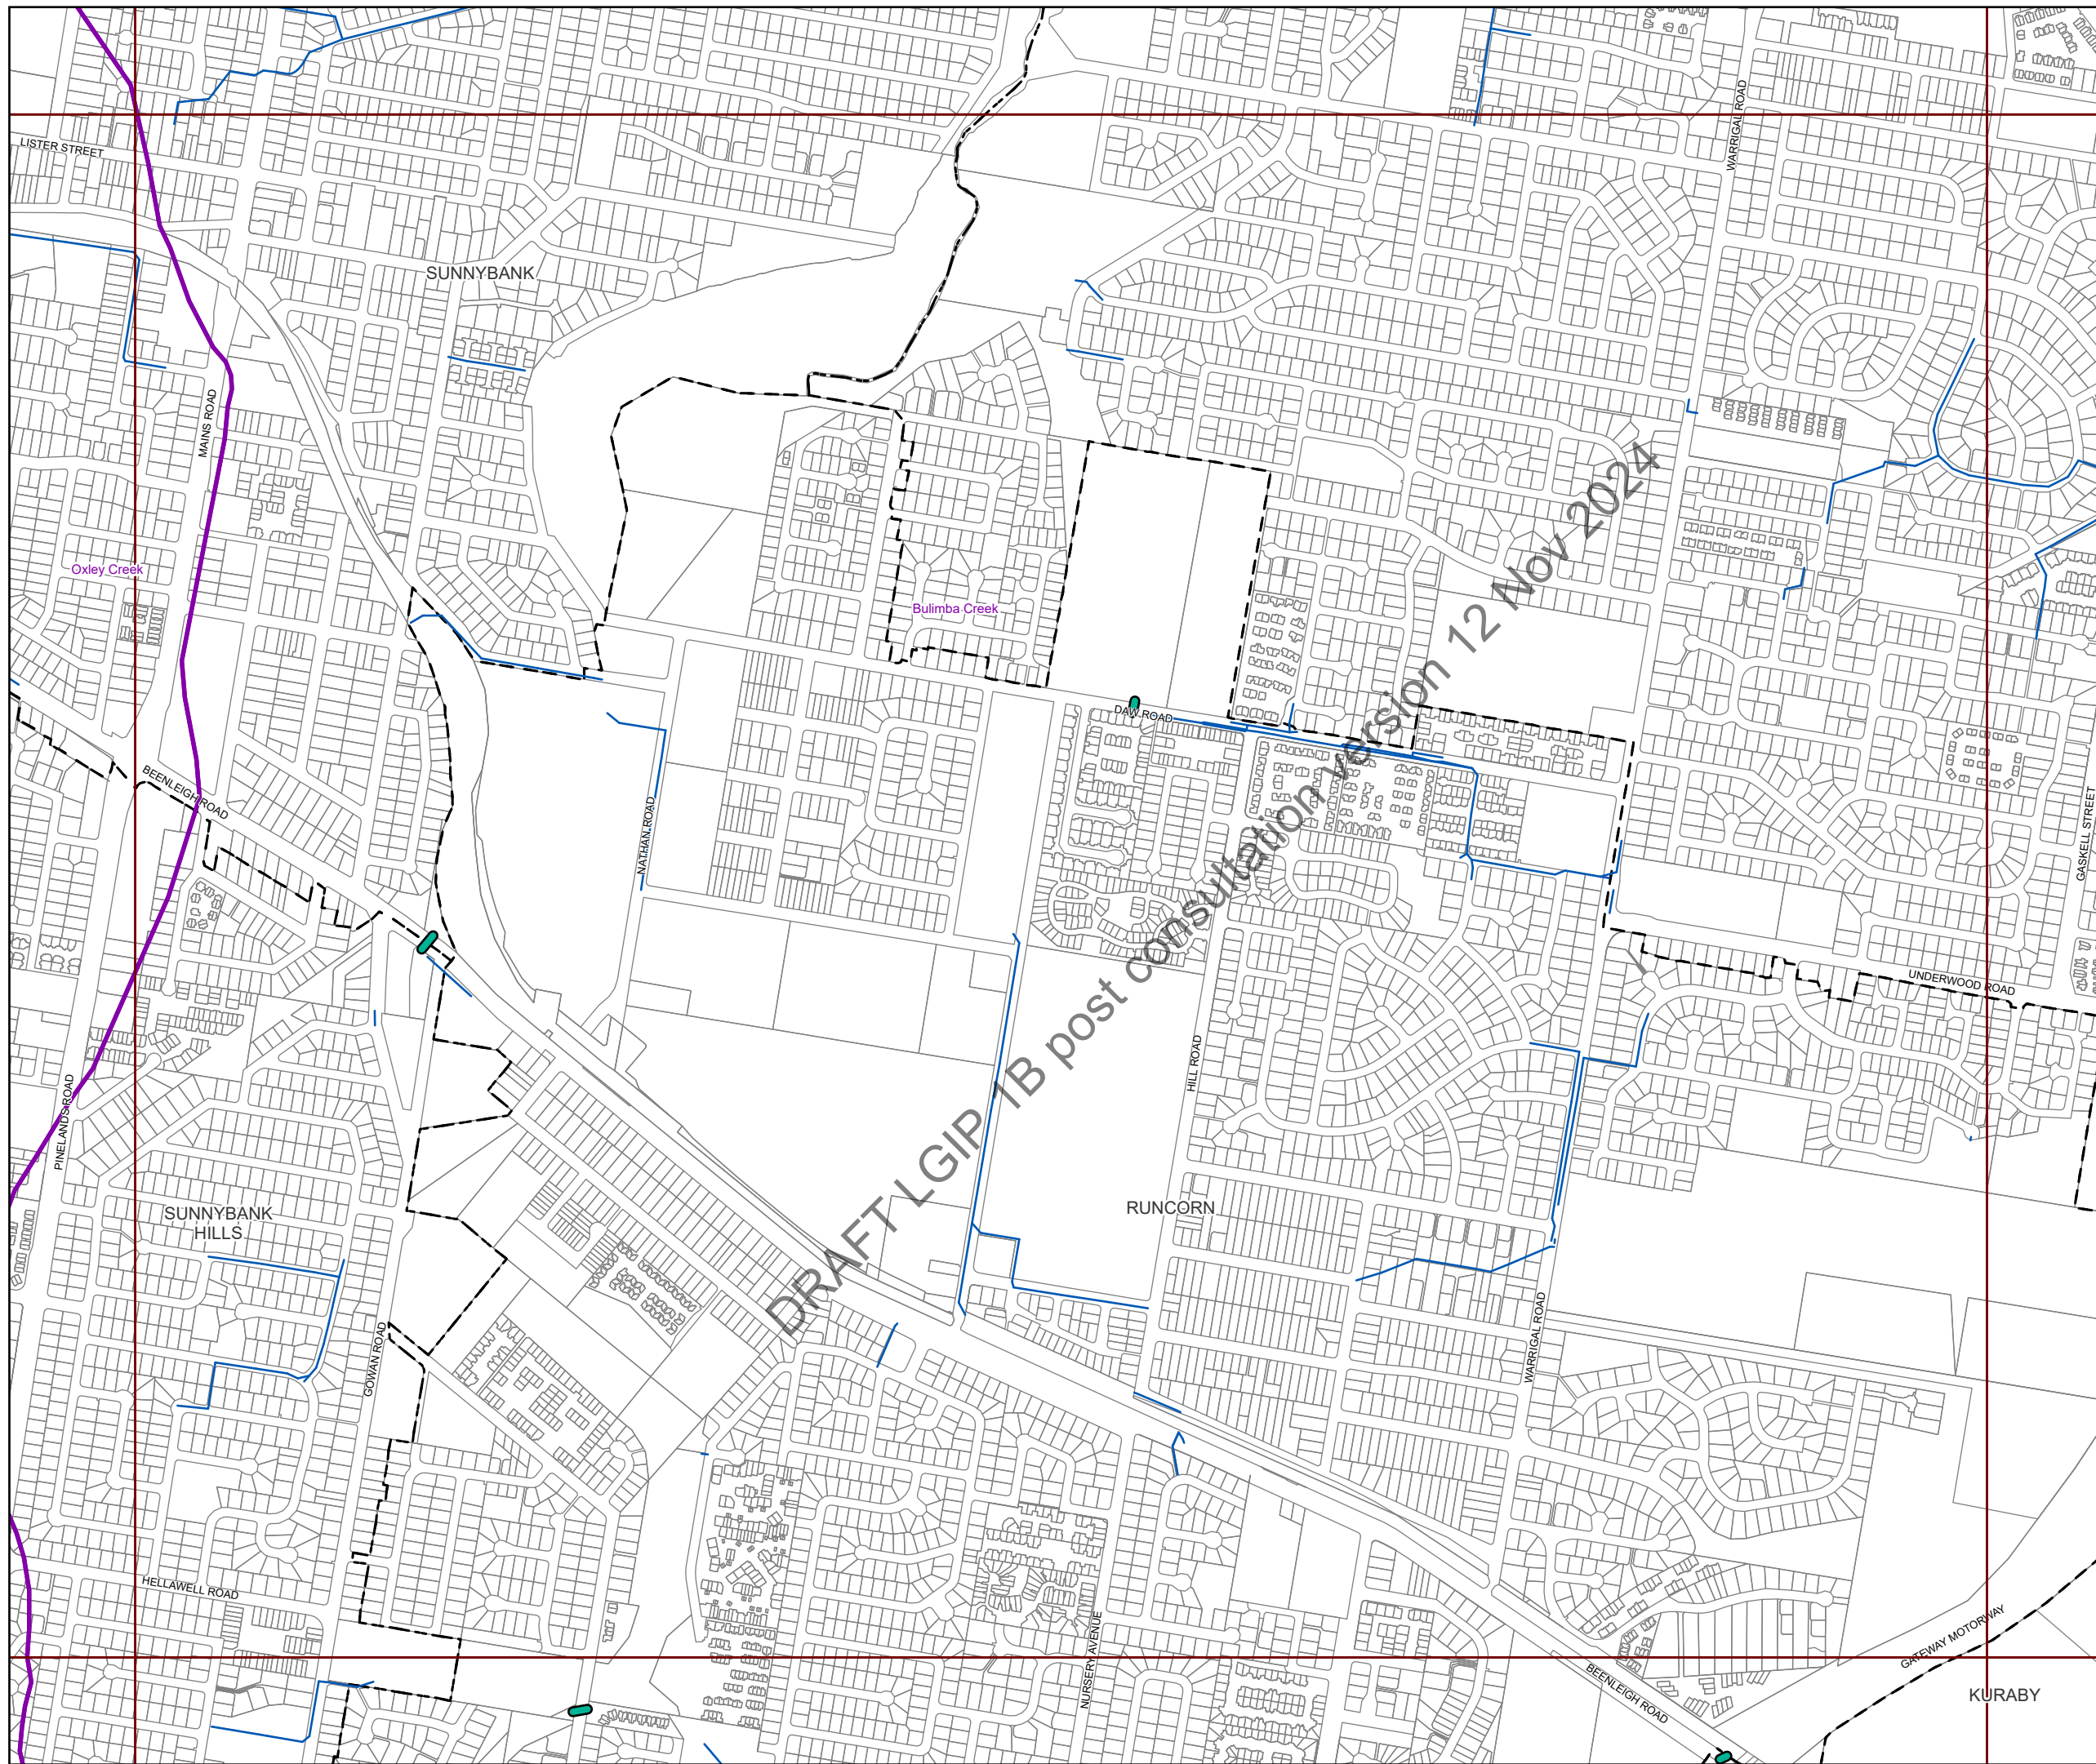 WARRIGAL ROAD
LISTER STREET
SUNNYBANK
MAINS ROAD
Oxley Creek
Bulimba Creek
DAW ROAD
BEENLEIGH ROAD
NATHAN ROAD
GASKELL STREET
UNDERWOOD ROAD
HILL ROAD
PINELANDS ROAD
DRAFT LGIP 1B post consultation version 12 Nov 2024
SUNNYBANK
HILLS
RUNCORN
GOWAN ROAD
WARRIGAL ROAD
HELLAWELL ROAD
NURSERY AVENUE
GATEWAY MOTORWAY
BEENLEIGH ROAD
KURABY